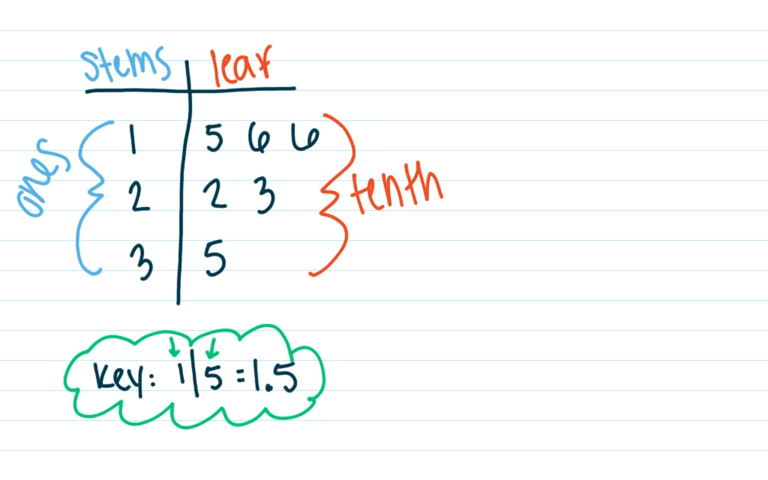 stems leaf
ones
1 5 6 6
2 2 3
tenth
3 5
key: 1|5 = 1.5